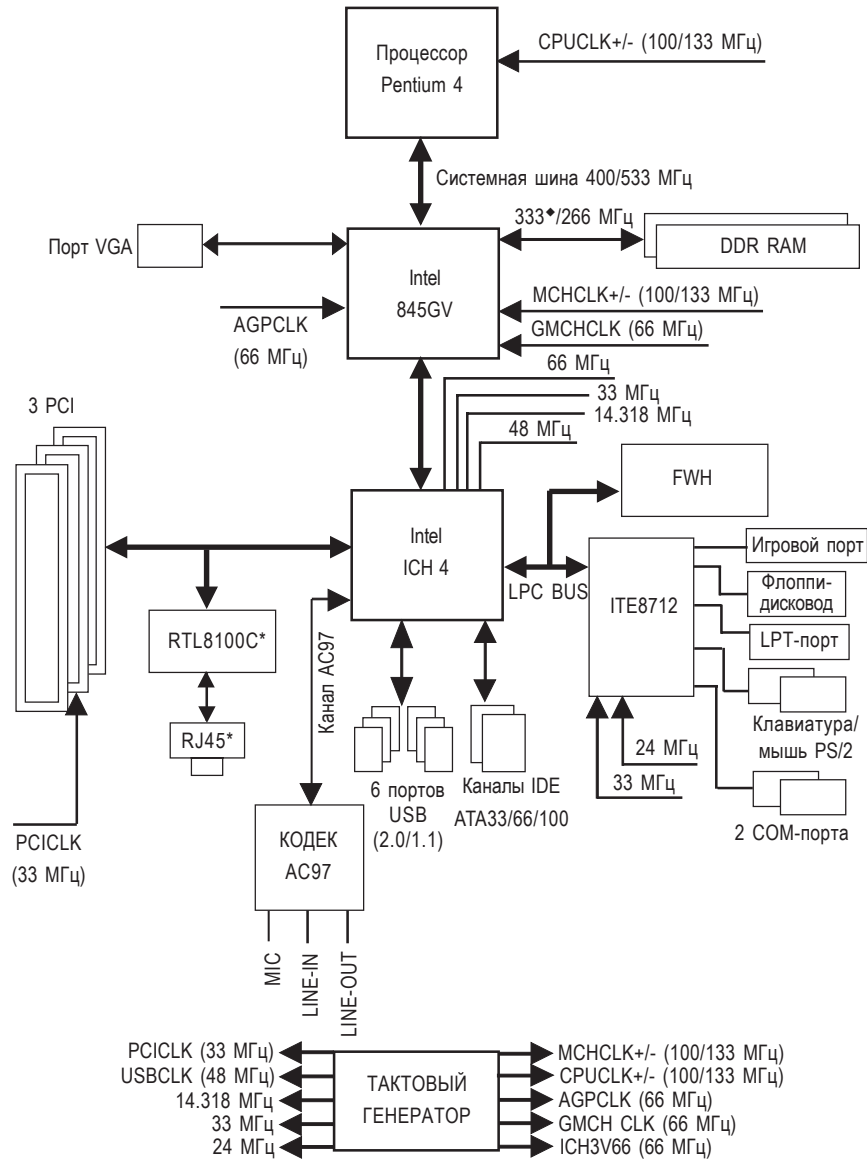 Процессор
Pentium 4
CPUCLK+/- (100/133 МГц)
Системная шина 400/533 МГц
Порт VGA
333◆/266 МГц
DDR RAM
Intel
845GV
AGPCLK
(66 МГц)
MCHCLK+/- (100/133 МГц)
GMCHCLK (66 МГц)
66 МГц
33 МГц
14.318 МГц
48 МГц
3 PCI
FWH
Intel
ICH 4
LPC BUS
ITE8712
Игровой порт
Флоппи-
дисковод
LPT-порт
Клавиатура/
мышь PS/2
2 COM-порта
24 МГц
33 МГц
RTL8100C*
RJ45*
Канал AC97
6 портов
USB
(2.0/1.1)
Каналы IDE
ATA33/66/100
PCICLK
(33 МГц)
КОДЕК
AC97
MIC
LINE-IN
LINE-OUT
PCICLK (33 МГц)
USBCLK (48 МГц)
14.318 МГц
33 МГц
24 МГц
ТАКТОВЫЙ
ГЕНЕРАТОР
MCHCLK+/- (100/133 МГц)
CPUCLK+/- (100/133 МГц)
AGPCLK (66 МГц)
GMCH CLK (66 МГц)
ICH3V66 (66 МГц)